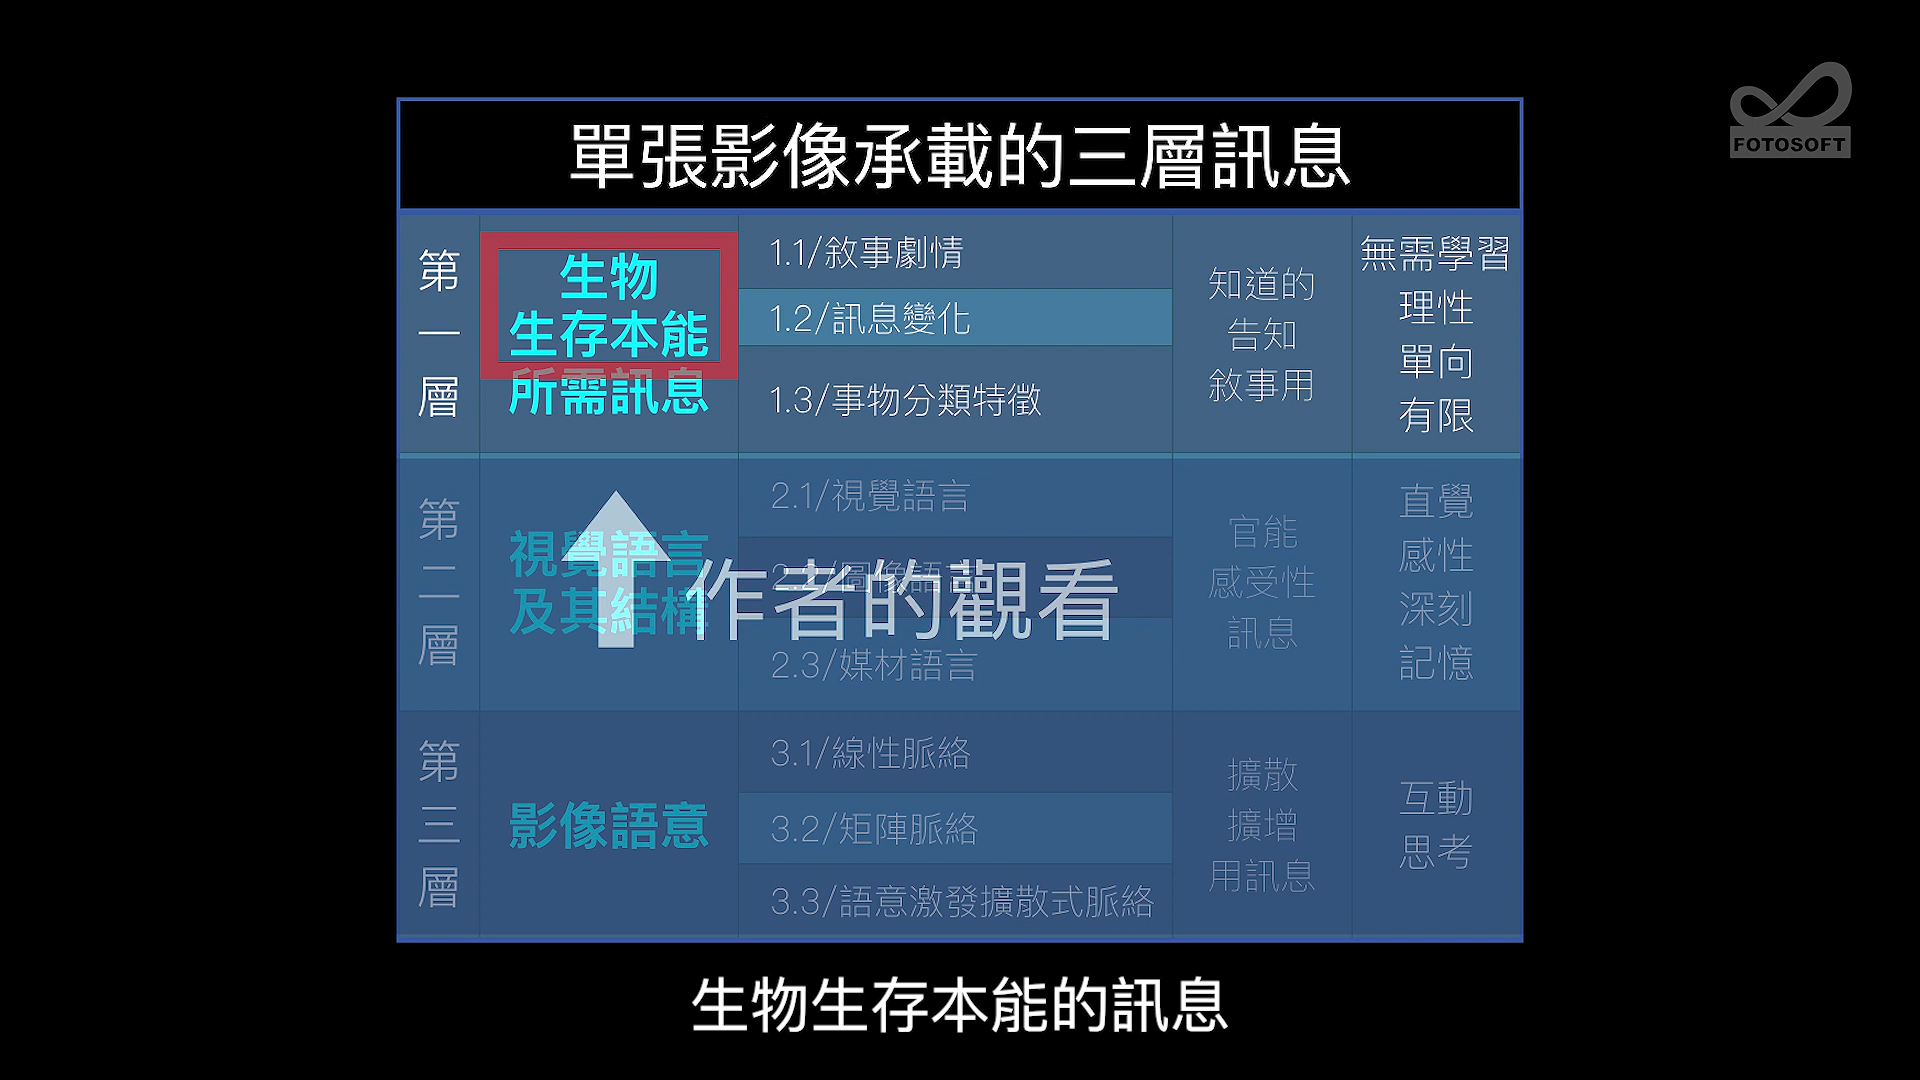 FOTOSOFT
單張影像承載的三層訊息
第一層
生物
生存本能
所需訊息
1.1/敘事劇情
1.2/訊息變化
1.3/事物分類特徵
知道的
告知
敘事用
無需學習
理性
單向
有限
第二層
視覺語言
及其結構
2.1/視覺語言
2.2/圖像語言
2.3/媒材語言
官能
感受性
訊息
直覺
感性
深刻
記憶
作者的觀看
第三層
影像語意
3.1/線性脈絡
3.2/矩陣脈絡
3.3/語意激發擴散式脈絡
擴散
擴增
用訊息
互動
思考
生物生存本能的訊息